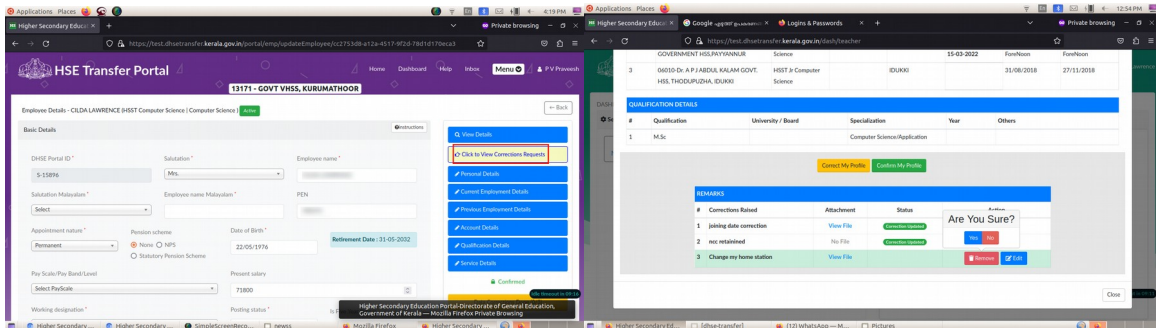 Applications Places
4:19 PM
Higher Secondary Educati
Private browsing
https://test.dhsetransfer.kerala.gov.in/portal/emp/updateEmployee/cc2753d8-a12a-4517-9f2d-78d1d170eca3
HSE Transfer Portal
Home Dashboard Help Inbox Menu P V Praveesh
13171 - GOVT VHSS, KURUMATHOOR
Employee Details - CILDA LAWRENCE (HSST Computer Science | Computer Science) Active
← Back
Basic Details
Instructions
DHSE Portal ID *
Salutation *
Employee name *
S-15896
Mrs.
Salutation Malayalam *
Employee name Malayalam *
PEN
Select
Appointment nature *
Pension scheme
Date of Birth *
Permanent
None NPS
Statutory Pension Scheme
22/05/1976
Retirement Date : 31-05-2032
Pay Scale/Pay Band/Level
Present salary
Select PayScale
71800
Working designation *
Posting status *
View Details
Click to View Corrections Requests
Personal Details
Current Employment Details
Previous Employment Details
Account Details
Qualification Details
Service Details
Confirmed
Higher Secondary Education Portal-Directorate of General Education,
Government of Kerala — Mozilla Firefox Private Browsing
Higher Secondary ...
Higher Secondary ...
SimpleScreenReco...
newss
Mozilla Firefox
Higher Secondary ...
Applications Places
12:54 PM
Higher Secondary Educati
Google
Logins & Passwords
Private browsing
https://test.dhsetransfer.kerala.gov.in/dash/teacher
GOVERNMENT HSS,PAYYANNUR Science 15-03-2022 ForeNoon ForeNoon
3 06010-Dr. A P J ABDUL KALAM GOVT. HSST Jr Computer IDUKKI 31/08/2018 27/11/2018
HSS, THODUPUZHA, IDUKKI Science
QUALIFICATION DETAILS
# Qualification University / Board Specialization Year Others
1 M.Sc Computer Science/Application
Correct My Profile Confirm My Profile
REMARKS
# Corrections Raised Attachment Status Action
1 joining date correction View File Correction Updated
2 ncc retainined No File Correction Updated
3 Change my home station View File
Are You Sure?
Yes No
Remove Edit
Close
Higher Secondary Ed...
[dhse-transfer]
(12) WhatsApp — M...
Pictures